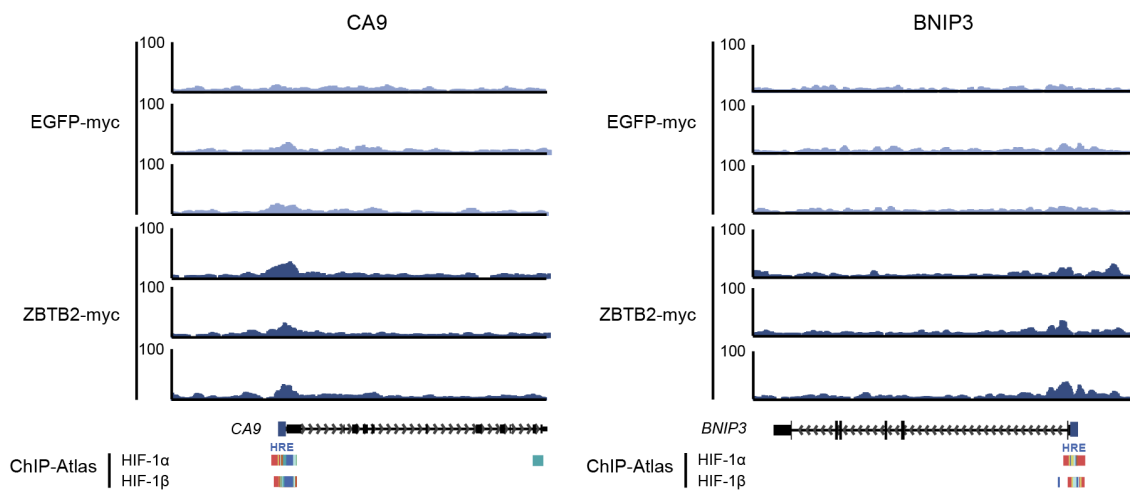 CA9
100
100
EGFP-myc
100
100
100
ZBTB2-myc
100
CA9
HRE
ChIP-Atlas
HIF-1α
HIF-1β
BNIP3
100
100
EGFP-myc
100
100
100
ZBTB2-myc
100
BNIP3
HRE
ChIP-Atlas
HIF-1α
HIF-1β